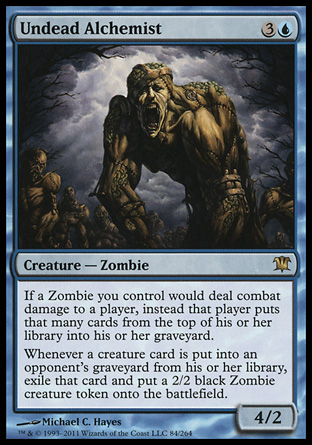 Undead Alchemist 3
Creature — Zombie
If a Zombie you control would deal combat
damage to a player, instead that player puts
that many cards from the top of his or her
library into his or her graveyard.
Whenever a creature card is put into an
opponent's graveyard from his or her library,
exile that card and put a 2/2 black Zombie
creature token onto the battlefield.
Michael C. Hayes
™ & © 1993–2011 Wizards of the Coast LLC 84/264
4/2